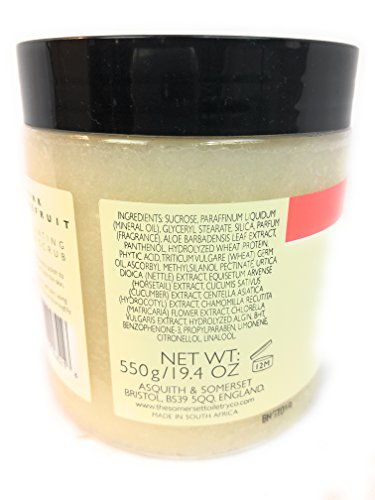 RK
FRUIT
ATING
CRUB
INGREDIENTS: SUCROSE, PARAFFINUM LIQUIDUM
(MINERAL OIL), GLYCERYL STEARATE, SILICA, PARFUM
(FRAGRANCE), ALOE BARBADENSIS LEAF EXTRACT,
PANTHENOL, HYDROLYZED WHEAT PROTEIN,
PHYTIC ACID, TRITICUM VULGARE (WHEAT) GERM
OIL, ASCORBYL METHYLSILANOL PECTINATE, URTICA
DIOICA (NETTLE) EXTRACT, EQUISETUM ARVENSE
(HORSETAIL) EXTRACT, CUCUMIS SATIVUS
(CUCUMBER) EXTRACT, CENTELLA ASIATICA
(HYDROCOTYL) EXTRACT, CHAMOMILLA RECUTITA
(MATRICARIA) FLOWER EXTRACT, CHLORELLA
VULGARIS EXTRACT, HYDROLYZED ALGIN, BHT,
BENZOPHENONE-3, PROPYLPARABEN, LIMONENE,
CITRONELLOL, LINALOOL.
NET WT:
550g/19.4 OZ
12M
ASQUITH & SOMERSET
BRISTOL, BS39 5QQ, ENGLAND.
www.thesomersettoiletryco.com
MADE IN SOUTH AFRICA